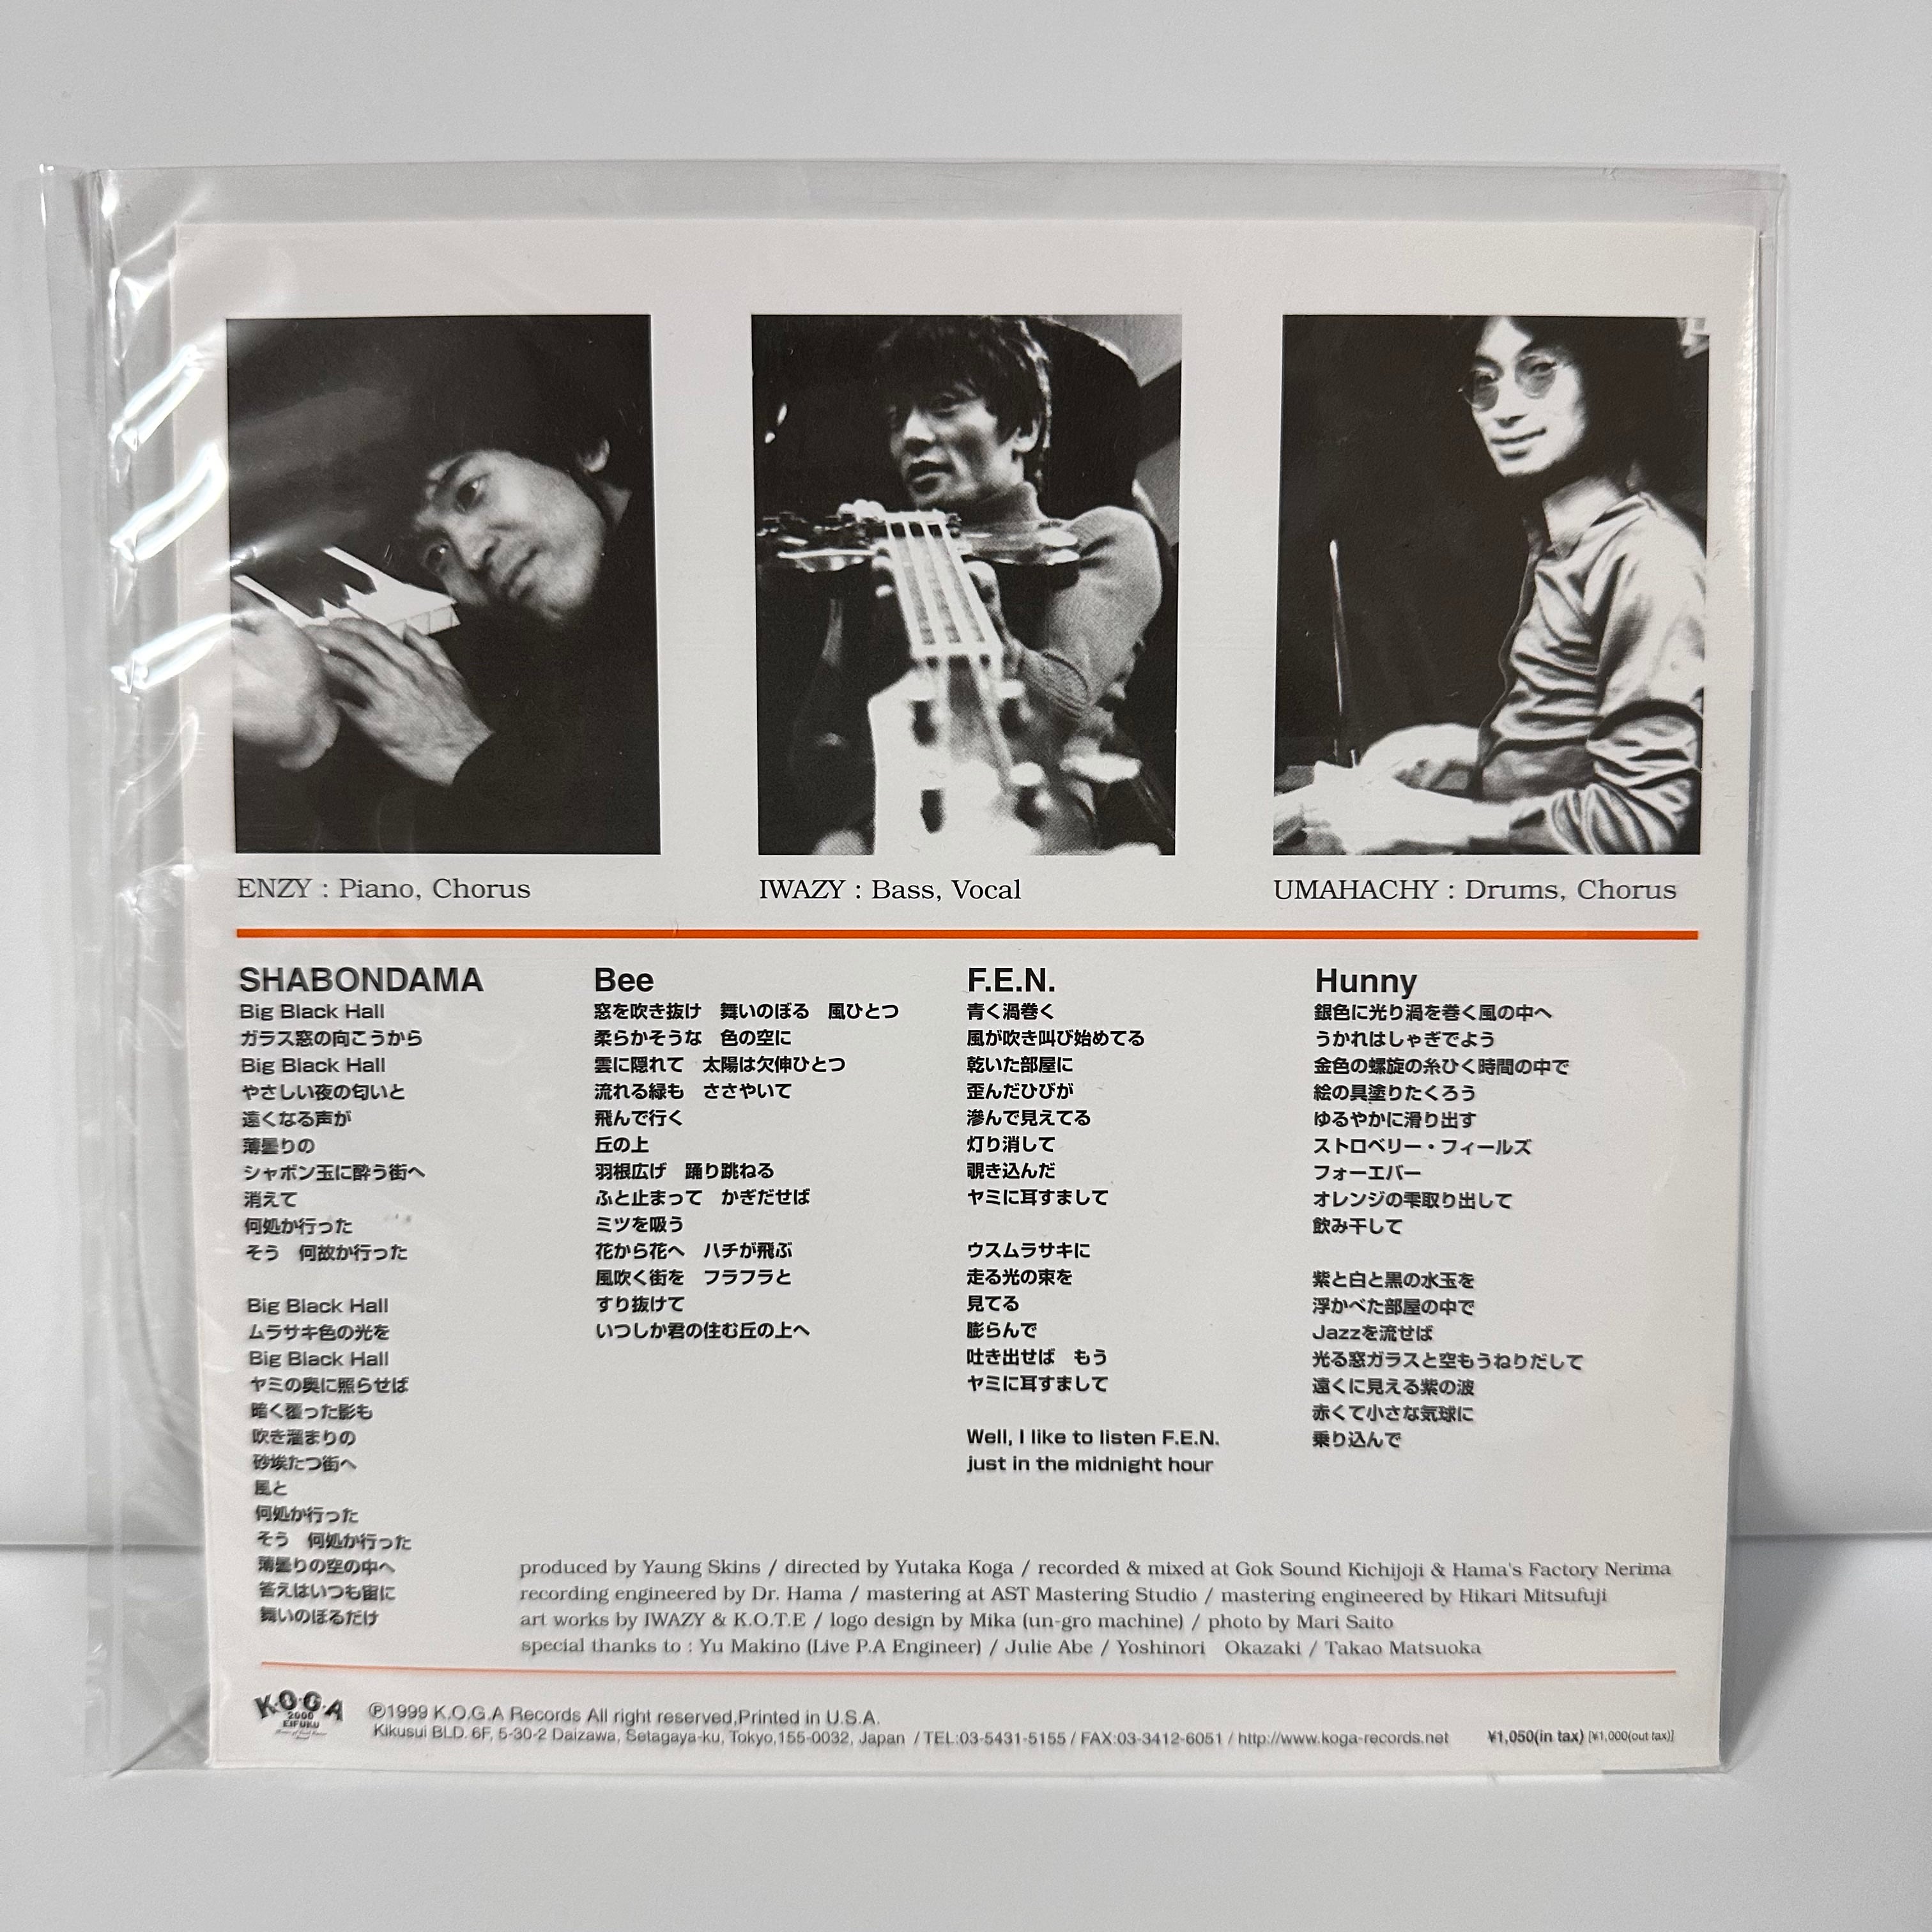 ENZY : Piano, Chorus
IWAZY : Bass, Vocal
UMAHACHY : Drums, Chorus
SHABONDAMA
Big Black Hall
ガラス窓の向こうから
Big Black Hall
やさしい夜の匂いと
遠くなる声が
薄曇りの
シャボン玉に酔う街へ
消えて
何処か行った
そう　何故か行った
Big Black Hall
ムラサキ色の光を
Big Black Hall
ヤミの奥に照らせば
暗く覆った影も
吹き溜まりの
砂埃たつ街へ
風と
何処か行った
そう　何処か行った
薄曇りの空の中へ
答えはいつも宙に
舞いのぼるだけ
Bee
窓を吹き抜け　舞いのぼる　風ひとつ
柔らかそうな　色の空に
雲に隠れて　太陽は欠伸ひとつ
流れる緑も　ささやいて
飛んで行く
丘の上
羽根広げ　踊り跳ねる
ふと止まって　かぎだせば
ミツを吸う
花から花へ　ハチが飛ぶ
風吹く街を　フラフラと
すり抜けて
いつしか君の住む丘の上へ
F.E.N.
青く渦巻く
風が吹き叫び始めてる
乾いた部屋に
歪んだひびが
滲んで見えてる
灯り消して
覗き込んだ
ヤミに耳すまして
ウスムラサキに
走る光の束を
見てる
膨らんで
吐き出せば　もう
ヤミに耳すまして
Well, I like to listen F.E.N.
just in the midnight hour
Hunny
銀色に光り渦を巻く風の中へ
うかれはしゃぎでよう
金色の螺旋の糸ひく時間の中で
絵の具塗りたくろう
ゆるやかに滑り出す
ストロベリー・フィールズ
フォーエバー
オレンジの雫取り出して
飲み干して
紫と白と黒の水玉を
浮かべた部屋の中で
Jazzを流せば
光る窓ガラスと空もうねりだして
遠くに見える紫の波
赤くて小さな気球に
乗り込んで
produced by Yaung Skins / directed by Yutaka Koga / recorded & mixed at Gok Sound Kichijoji & Hama's Factory Nerima
recording engineered by Dr. Hama / mastering at AST Mastering Studio / mastering engineered by Hikari Mitsufuji
art works by IWAZY & K.O.T.E / logo design by Mika (un-gro machine) / photo by Mari Saito
special thanks to : Yu Makino (Live P.A Engineer) / Julie Abe / Yoshinori　Okazaki / Takao Matsuoka
K.O.G.A
2000
EIFUKU
℗1999 K.O.G.A Records All right reserved,Printed in U.S.A.
Kikusui BLD. 6F, 5-30-2 Daizawa, Setagaya-ku, Tokyo,155-0032, Japan / TEL:03-5431-5155 / FAX:03-3412-6051 / http://www.koga-records.net
¥1,050(in tax) [¥1,000(out tax)]